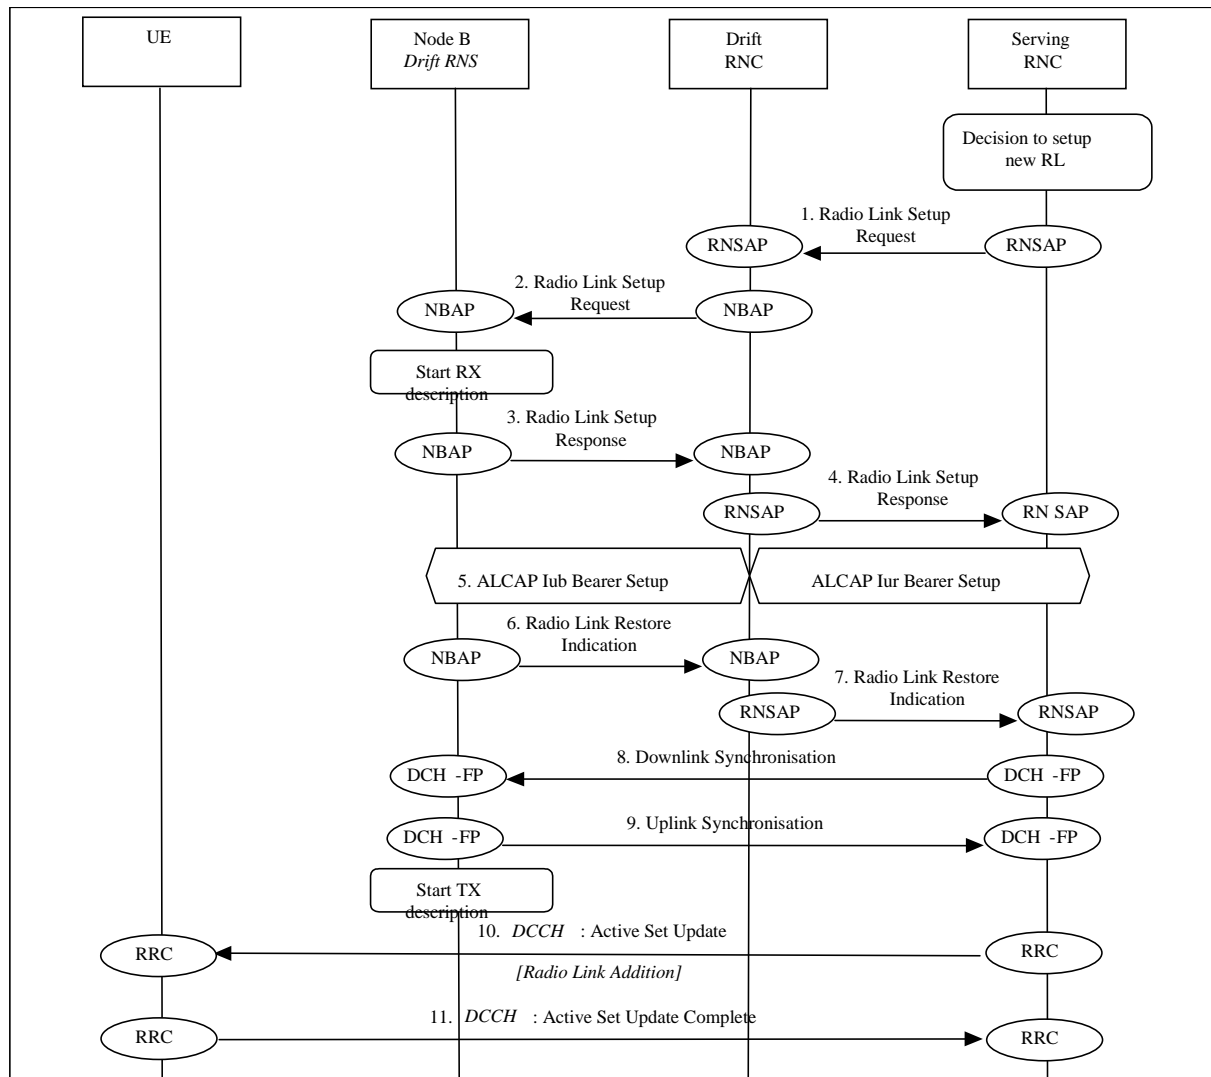 UE
Node B
Drift RNS
Drift
RNC
Serving
RNC
Decision to setup
new RL
1. Radio Link Setup
Request
RNSAP
RNSAP
2. Radio Link Setup
Request
NBAP
NBAP
Start RX
description
3. Radio Link Setup
Response
NBAP
NBAP
4. Radio Link Setup
Response
RNSAP
RN SAP
5. ALCAP Iub Bearer Setup
ALCAP Iur Bearer Setup
6. Radio Link Restore
Indication
NBAP
NBAP
7. Radio Link Restore
Indication
RNSAP
RNSAP
8. Downlink Synchronisation
DCH -FP
DCH -FP
9. Uplink Synchronisation
DCH -FP
DCH -FP
Start TX
description
10. DCCH : Active Set Update
RRC
RRC
[Radio Link Addition]
11. DCCH : Active Set Update Complete
RRC
RRC